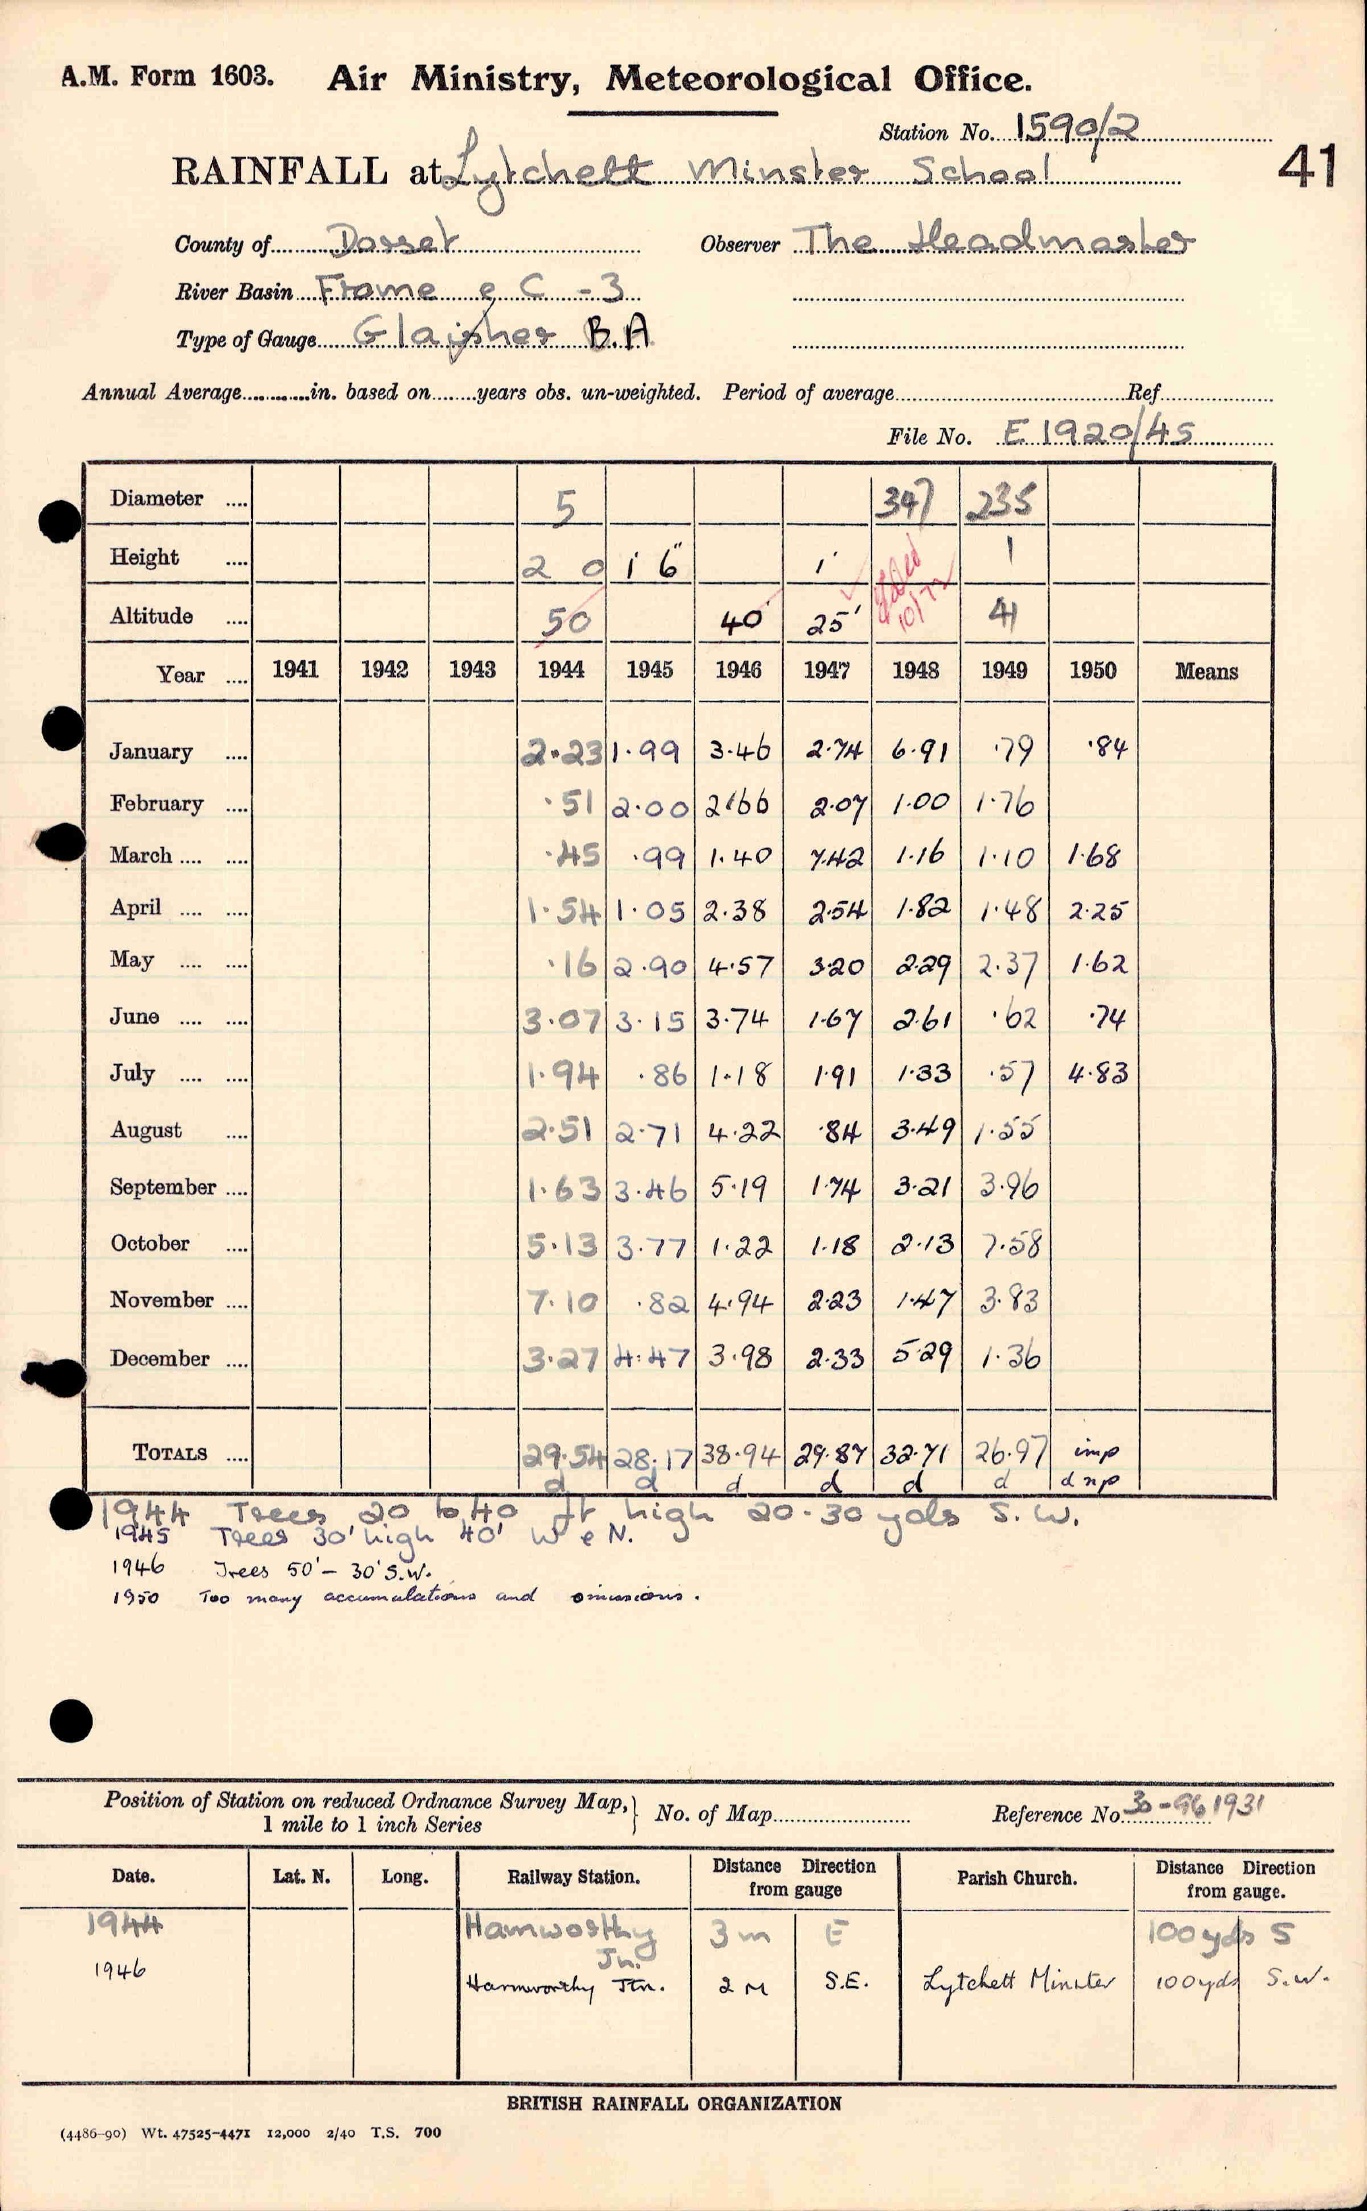 A.M. Form 1603. Air Ministry, Meteorological Office.
Station No. 1590/2
RAINFALL at Lytchett Minster School
41
County of Dorset Observer The Headmaster
River Basin Frome & C - 3
Type of Gauge Glaisher B.A
Annual Average in. based on years obs. un-weighted. Period of average Ref
File No. E 1920/45
Diameter 5 347 235
Height 2 0 1' 6" 1' 1
Altitude 50 40 25' 10/72 41
Year 1941 1942 1943 1944 1945 1946 1947 1948 1949 1950 Means
January 2.23 1.99 3.46 2.74 6.91 .79 .84
February .51 2.00 2.66 2.07 1.00 1.76
March .45 .99 1.40 7.42 1.16 1.10 1.68
April 1.54 1.05 2.38 2.54 1.82 1.48 2.25
May .16 2.90 4.57 3.20 2.29 2.37 1.62
June 3.07 3.15 3.74 1.67 2.61 .62 .74
July 1.94 .86 1.18 1.91 1.33 .57 4.83
August 2.51 2.71 4.22 .84 3.49 1.55
September 1.63 3.46 5.19 1.74 3.21 3.96
October 5.13 3.77 1.22 1.18 2.13 7.58
November 7.10 .82 4.94 2.23 1.47 3.83
December 3.27 4.47 3.98 2.33 5.29 1.36
TOTALS 29.54 28.17 38.94 29.87 32.71 26.97 imp
d d d d d d d np
1944 Trees 20 to 40 ft high 20-30 yds S.W.
1945 Trees 30' high 40' W & N.
1946 Trees 50' - 30' S.W.
1950 Too many accumulations and omissions.
Position of Station on reduced Ordnance Survey Map, 1 mile to 1 inch Series } No. of Map Reference No 30-961931
Date. Lat. N. Long. Railway Station. Distance Direction from gauge Parish Church. Distance Direction from gauge.
1944 Hamworthy Jn. 3 m E 100 yds S
1946 Hamworthy Jtn. 2 M S.E. Lytchett Minster 100 yds S.W.
BRITISH RAINFALL ORGANIZATION
(4486-90) Wt. 47525-4471 12,000 2/40 T.S. 700